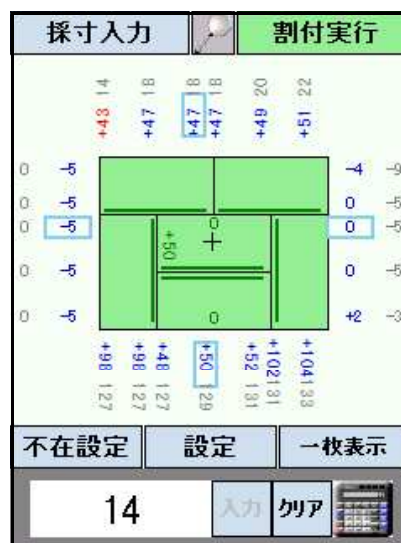 採寸入力 割付実行
14 18 18 18 20 22
+43 +47 +47 +47 +49 +51
0 -5 -4 -9
0 -5 0 -5
0 -5 0 0 -5
+50
0 -5 0 -5
0 -5 0 +2 -3
+98 +98 +48 +50 +52 +102 +104
127 127 127 129 131 131 133
不在設定 設定 一枚表示
14 入力 クリア